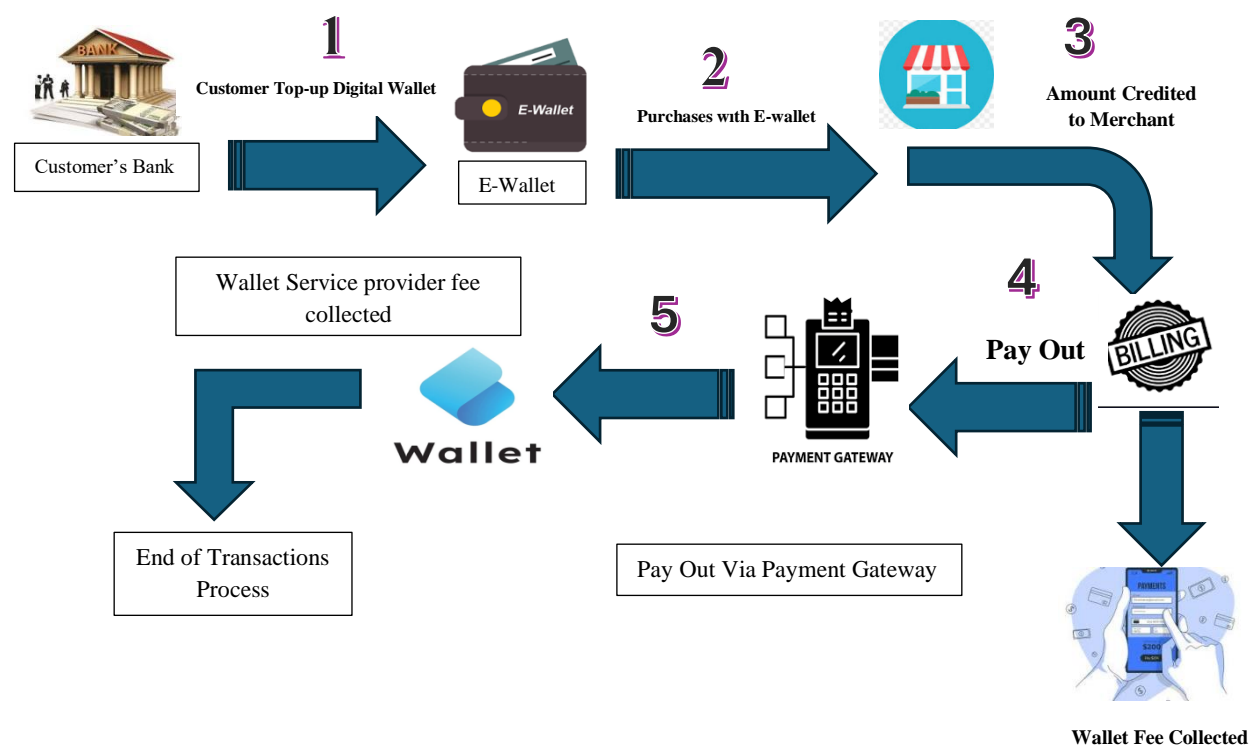 1
Customer Top-up Digital Wallet
BANK
Customer's Bank
E-Wallet
E-Wallet
2
Purchases with E-wallet
3
Amount Credited
to Merchant
Wallet Service provider fee
collected
5
4
Pay Out
BILLING
Wallet
PAYMENT GATEWAY
End of Transactions
Process
Pay Out Via Payment Gateway
PAYMENTS
$200
Wallet Fee Collected